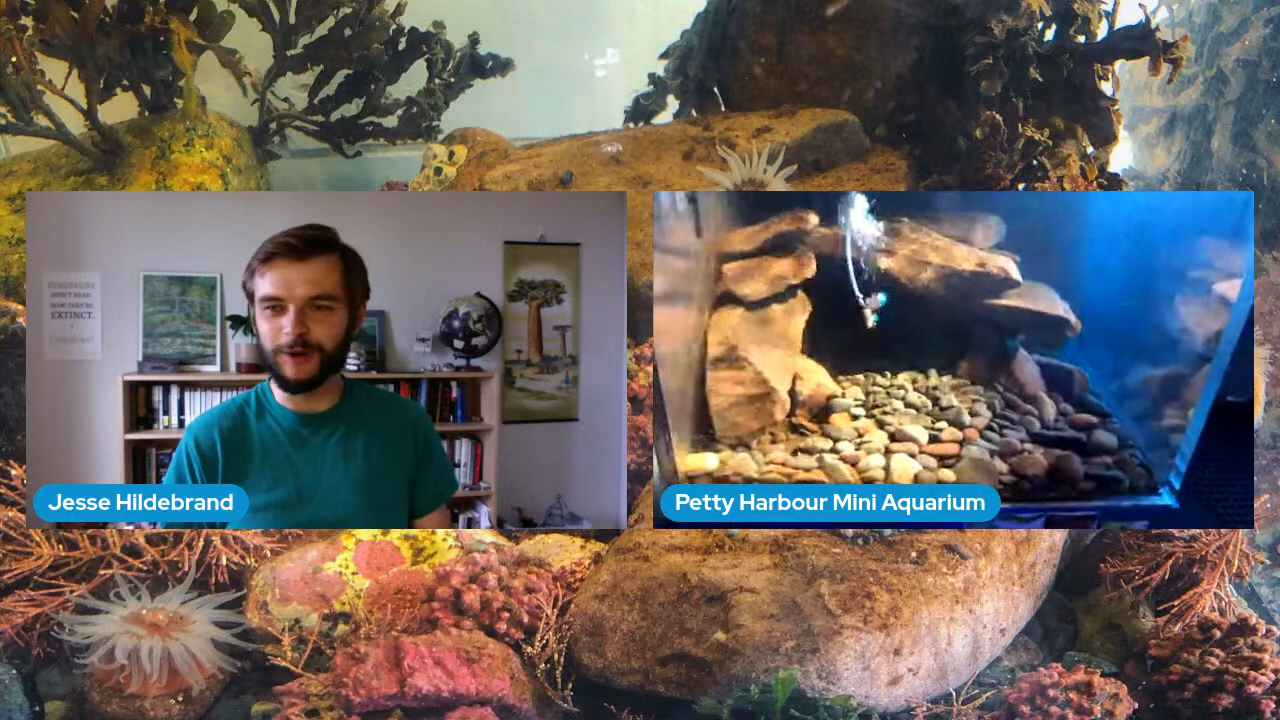 DINOSAURS
DIDN'T READ.
NOW THEY'RE
EXTINCT.
Jesse Hildebrand
Petty Harbour Mini Aquarium